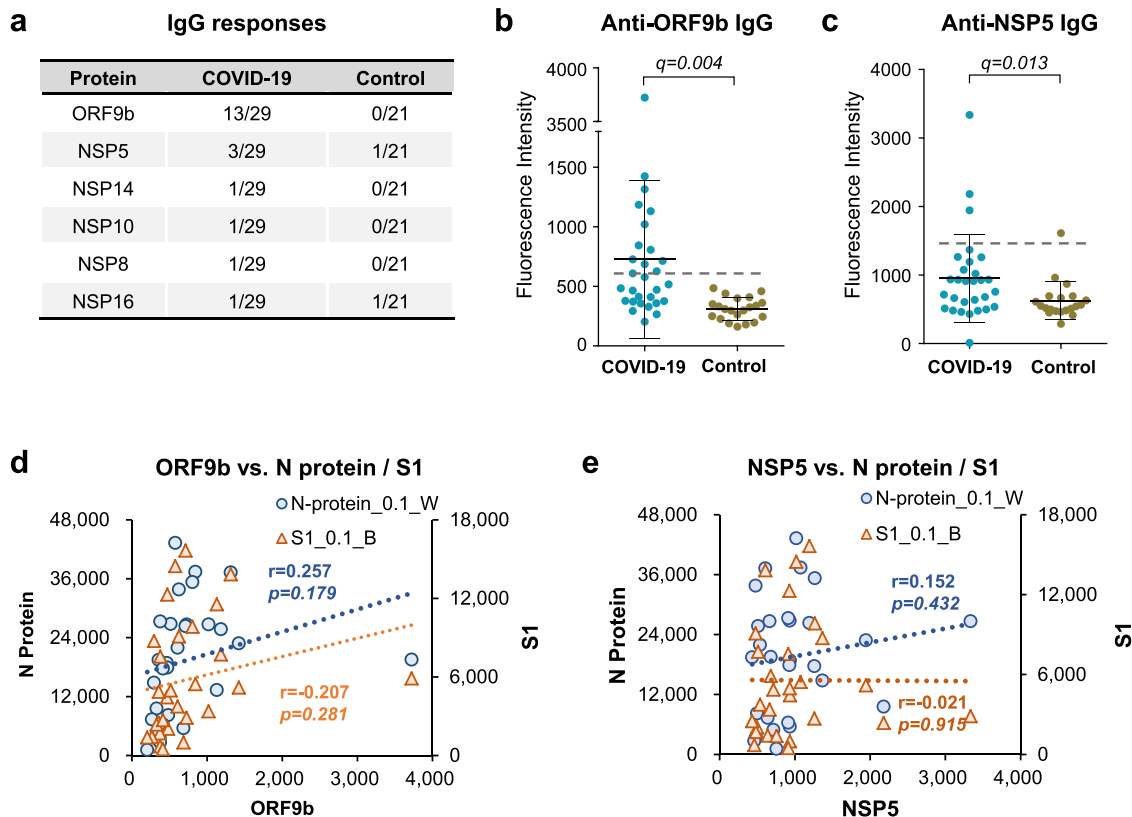 a
IgG responses
Protein COVID-19 Control
ORF9b 13/29 0/21
NSP5 3/29 1/21
NSP14 1/29 0/21
NSP10 1/29 0/21
NSP8 1/29 0/21
NSP16 1/29 1/21
b
Anti-ORF9b IgG
q=0.004
Fluorescence Intensity
4000
3500
1500
1000
500
0
COVID-19 Control
c
Anti-NSP5 IgG
q=0.013
Fluorescence Intensity
4000
3000
2000
1000
0
COVID-19 Control
d
ORF9b vs. N protein / S1
N-protein_0.1_W
S1_0.1_B
N Protein
48,000
36,000
24,000
12,000
0
r=0.257
p=0.179
r=-0.207
p=0.281
18,000
12,000
6,000
0
S1
0 1,000 2,000 3,000 4,000
ORF9b
e
NSP5 vs. N protein / S1
N-protein_0.1_W
S1_0.1_B
N Protein
48,000
36,000
24,000
12,000
0
r=0.152
p=0.432
r=-0.021
p=0.915
18,000
12,000
6,000
0
S1
0 1,000 2,000 3,000 4,000
NSP5